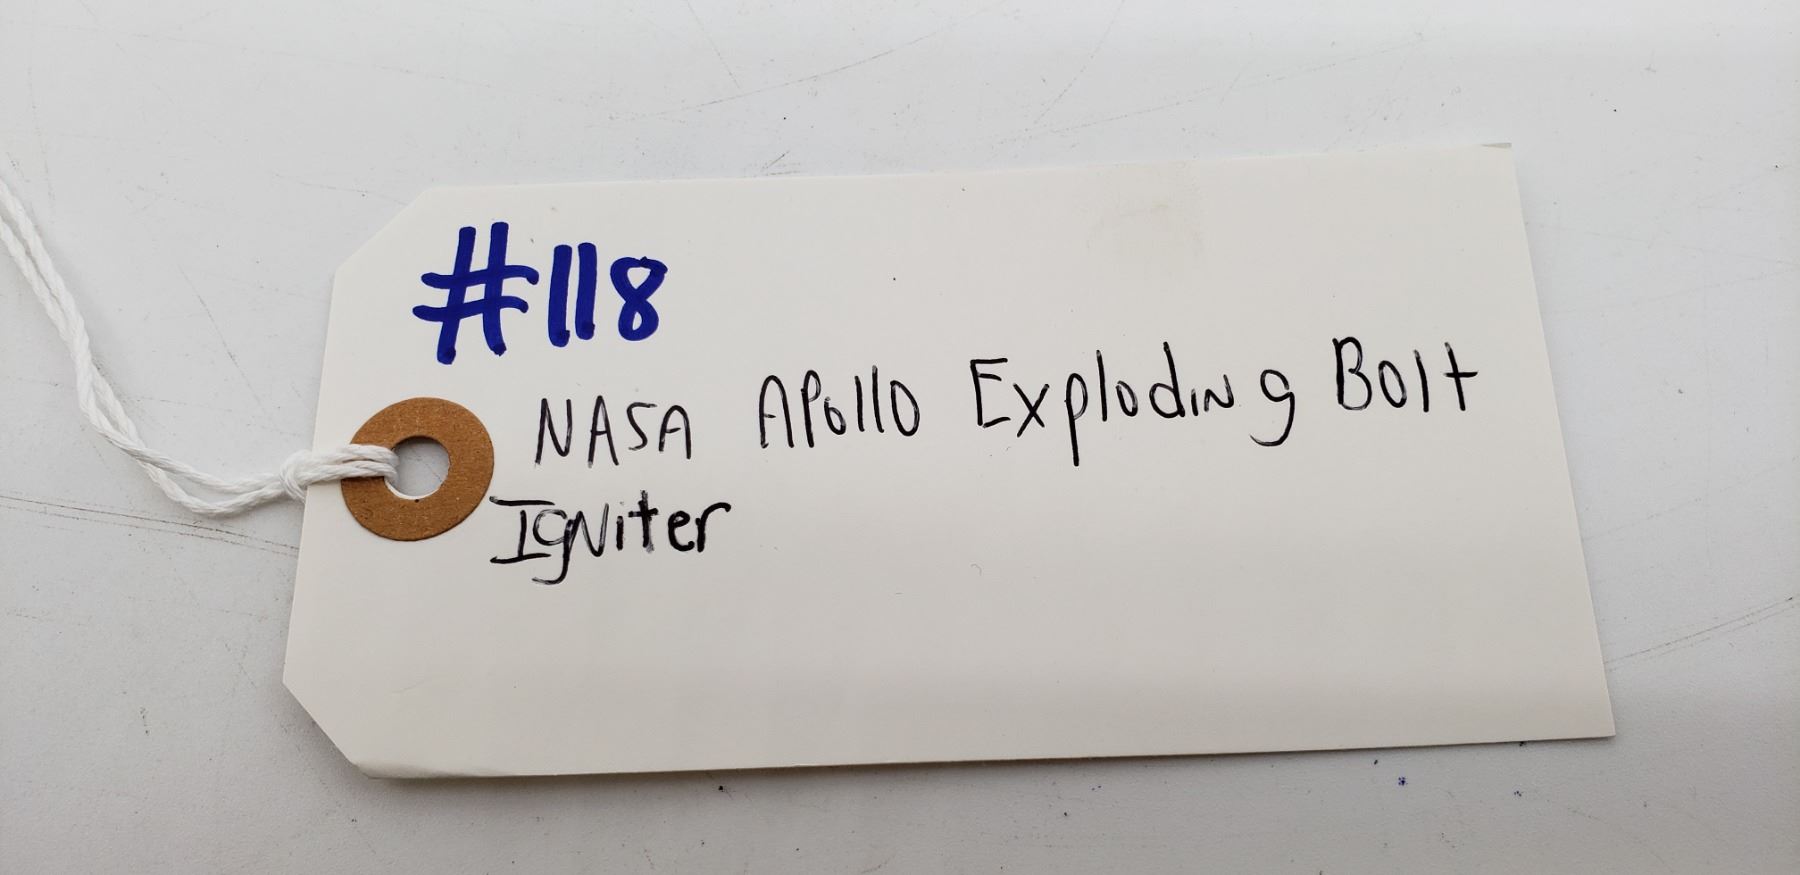 #118
NASA Apollo Exploding Bolt
Igniter